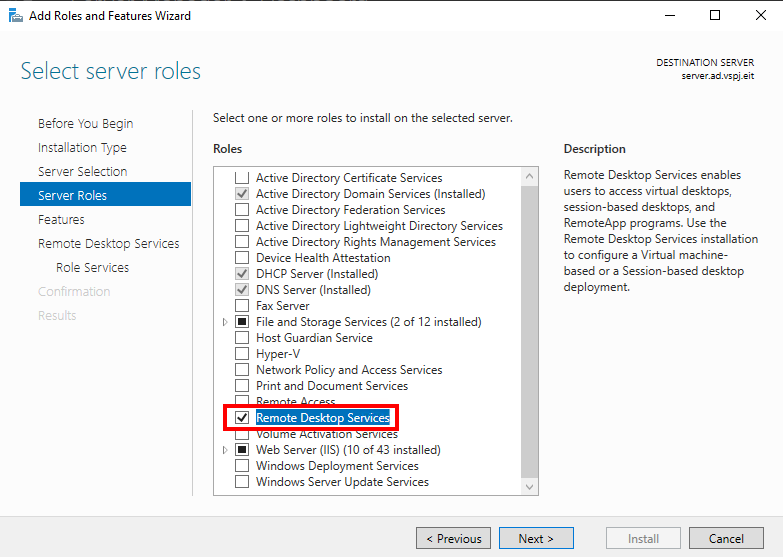 Add Roles and Features Wizard
Select server roles
DESTINATION SERVER
server.ad.vspj.eit
Before You Begin
Installation Type
Server Selection
Server Roles
Features
Remote Desktop Services
Role Services
Confirmation
Results
Select one or more roles to install on the selected server.
Roles
Active Directory Certificate Services
Active Directory Domain Services (Installed)
Active Directory Federation Services
Active Directory Lightweight Directory Services
Active Directory Rights Management Services
Device Health Attestation
DHCP Server (Installed)
DNS Server (Installed)
Fax Server
File and Storage Services (2 of 12 installed)
Host Guardian Service
Hyper-V
Network Policy and Access Services
Print and Document Services
Remote Access
Remote Desktop Services
Volume Activation Services
Web Server (IIS) (10 of 43 installed)
Windows Deployment Services
Windows Server Update Services
Description
Remote Desktop Services enables
users to access virtual desktops,
session-based desktops, and
RemoteApp programs. Use the
Remote Desktop Services installation
to configure a Virtual machine-
based or a Session-based desktop
deployment.
< Previous
Next >
Install
Cancel